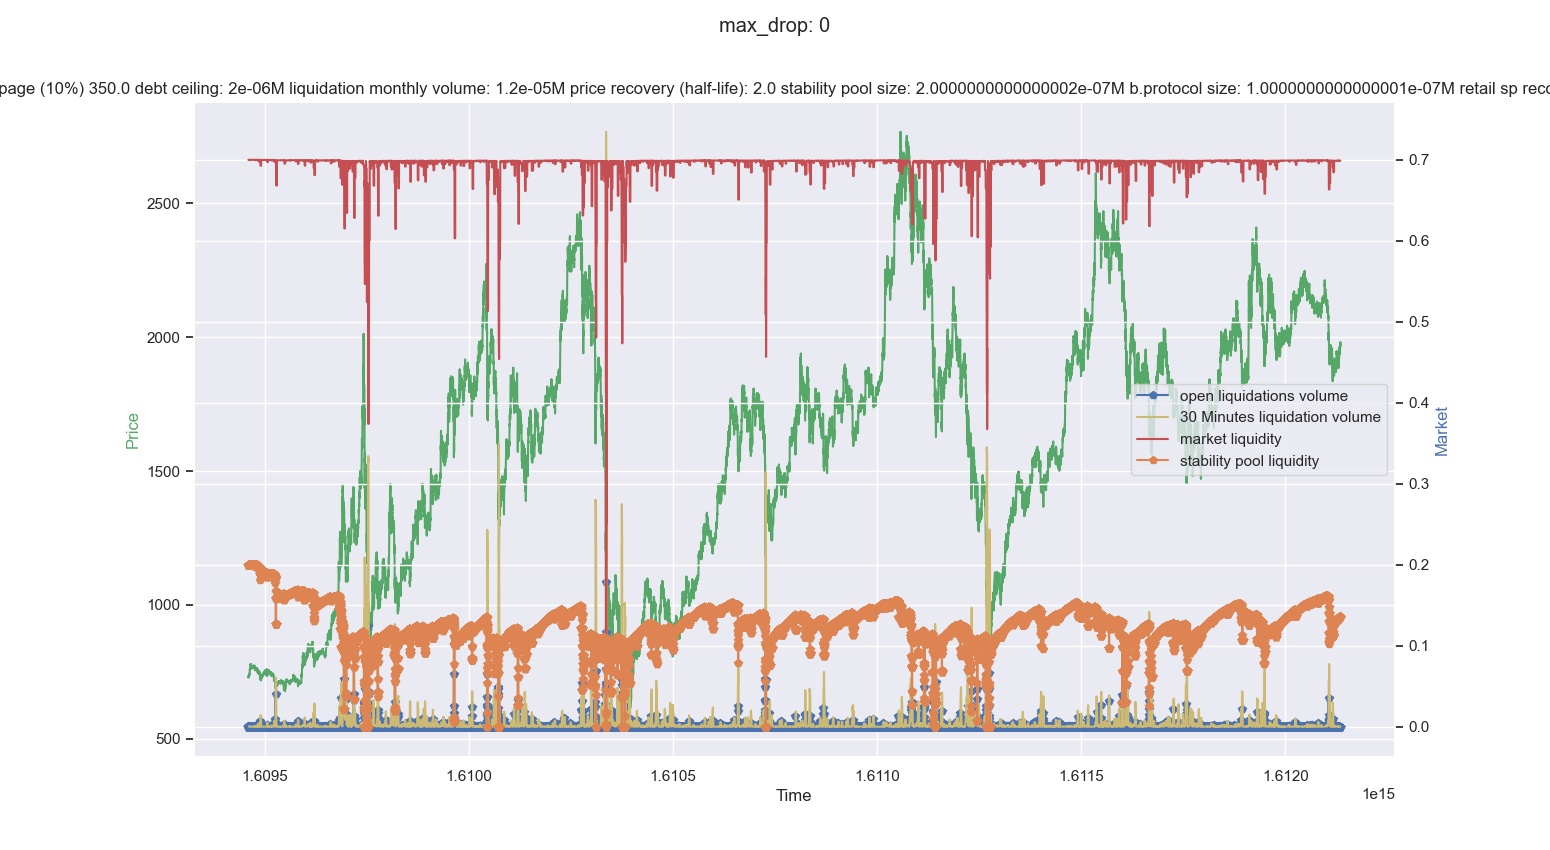 max_drop: 0
page (10%) 350.0 debt ceiling: 2e-06M liquidation monthly volume: 1.2e-05M price recovery (half-life): 2.0 stability pool size: 2.0000000000000002e-07M b.protocol size: 1.0000000000000001e-07M retail sp reco
2500
2000
1500
1000
500
Price
0.7
0.6
0.5
0.4
0.3
0.2
0.1
0.0
Market
open liquidations volume
30 Minutes liquidation volume
market liquidity
stability pool liquidity
1.6095 1.6100 1.6105 1.6110 1.6115 1.6120
Time
1e15